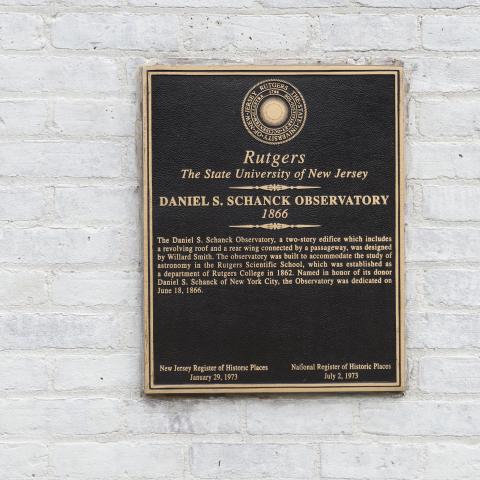 Rutgers
The State University of New Jersey
DANIEL S. SCHANCK OBSERVATORY
1866
The Daniel S. Schanck Observatory, a two-story edifice which includes
a revolving roof and a rear wing connected by a passageway, was designed
by Willard Smith. The observatory was built to accommodate the study of
astronomy in the Rutgers Scientific School, which was established as
a department of Rutgers College in 1862. Named in honor of its donor
Daniel S. Schanck of New York City, the Observatory was dedicated on
June 18, 1866.
New Jersey Register of Historic Places
January 29, 1973
National Register of Historic Places
July 2, 1973